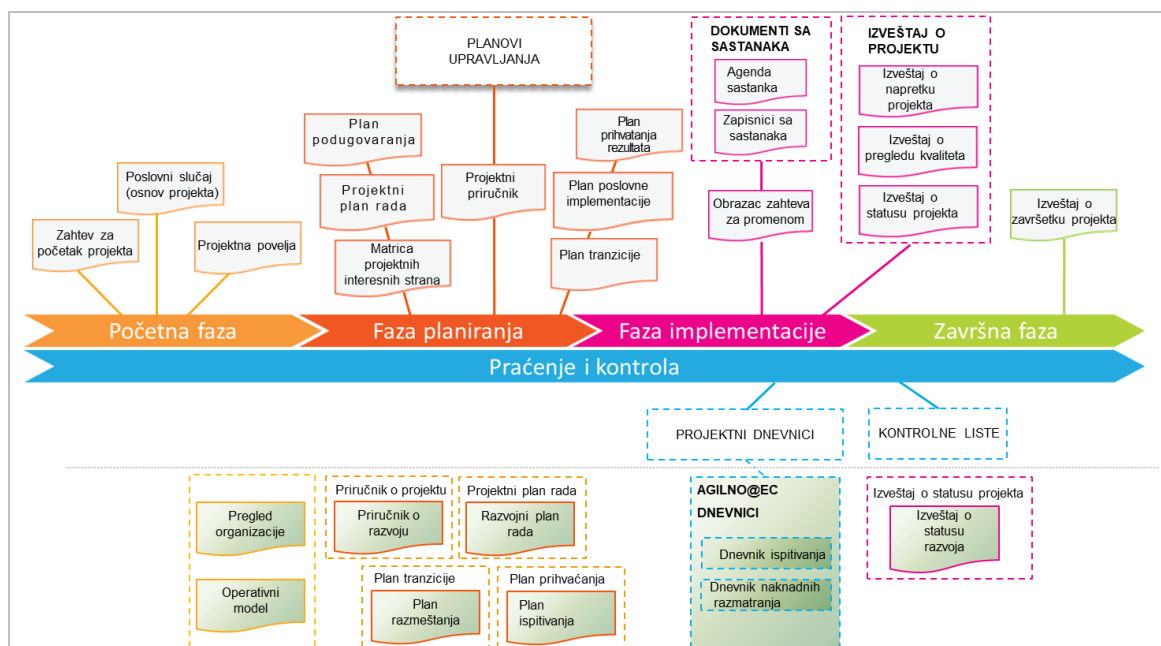 PLANOVI
UPRAVLJANJA
DOKUMENTI SA
SASTANAKA
Agenda
sastanka
Zapisnici sa
sastanaka
IZVEŠTAJ O
PROJEKTU
Izveštaj o
napretku
projekta
Izveštaj o
pregledu kvaliteta
Izveštaj o
statusu projekta
Plan
podugovaranja
Plan
prihvatanja
rezultata
Poslovni slučaj
(osnov projekta)
Projektni
plan rada
Projektni
priručnik
Plan poslovne
implementacije
Obrazac zahteva
za promenom
Izveštaj o
završetku projekta
Zahtev za
početak projekta
Projektna povelja
Matrica
projektnih
interesnih strana
Plan tranzicije
Početna faza
Faza planiranja
Faza implementacije
Završna faza
Praćenje i kontrola
PROJEKTNI DNEVNICI
KONTROLNE LISTE
Pregled
organizacije
Operativni
model
Priručnik o projektu
Priručnik o
razvoju
Projektni plan rada
Razvojni plan
rada
Plan tranzicije
Plan
razmeštanja
Plan prihvaćanja
Plan
ispitivanja
AGILNO@EC
DNEVNICI
Dnevnik ispitivanja
Dnevnik naknadnih
razmatranja
Izveštaj o statusu projekta
Izveštaj o
statusu
razvoja